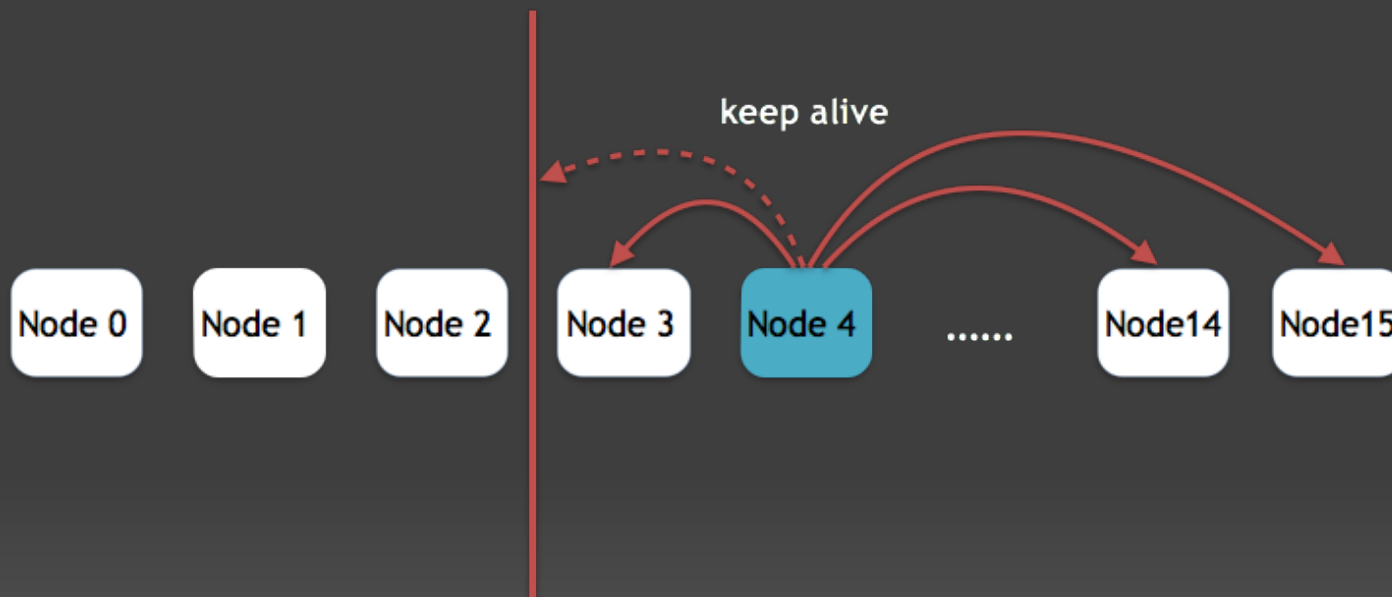 keep alive
Node 0
Node 1
Node 2
Node 3
Node 4
......
Node14
Node15